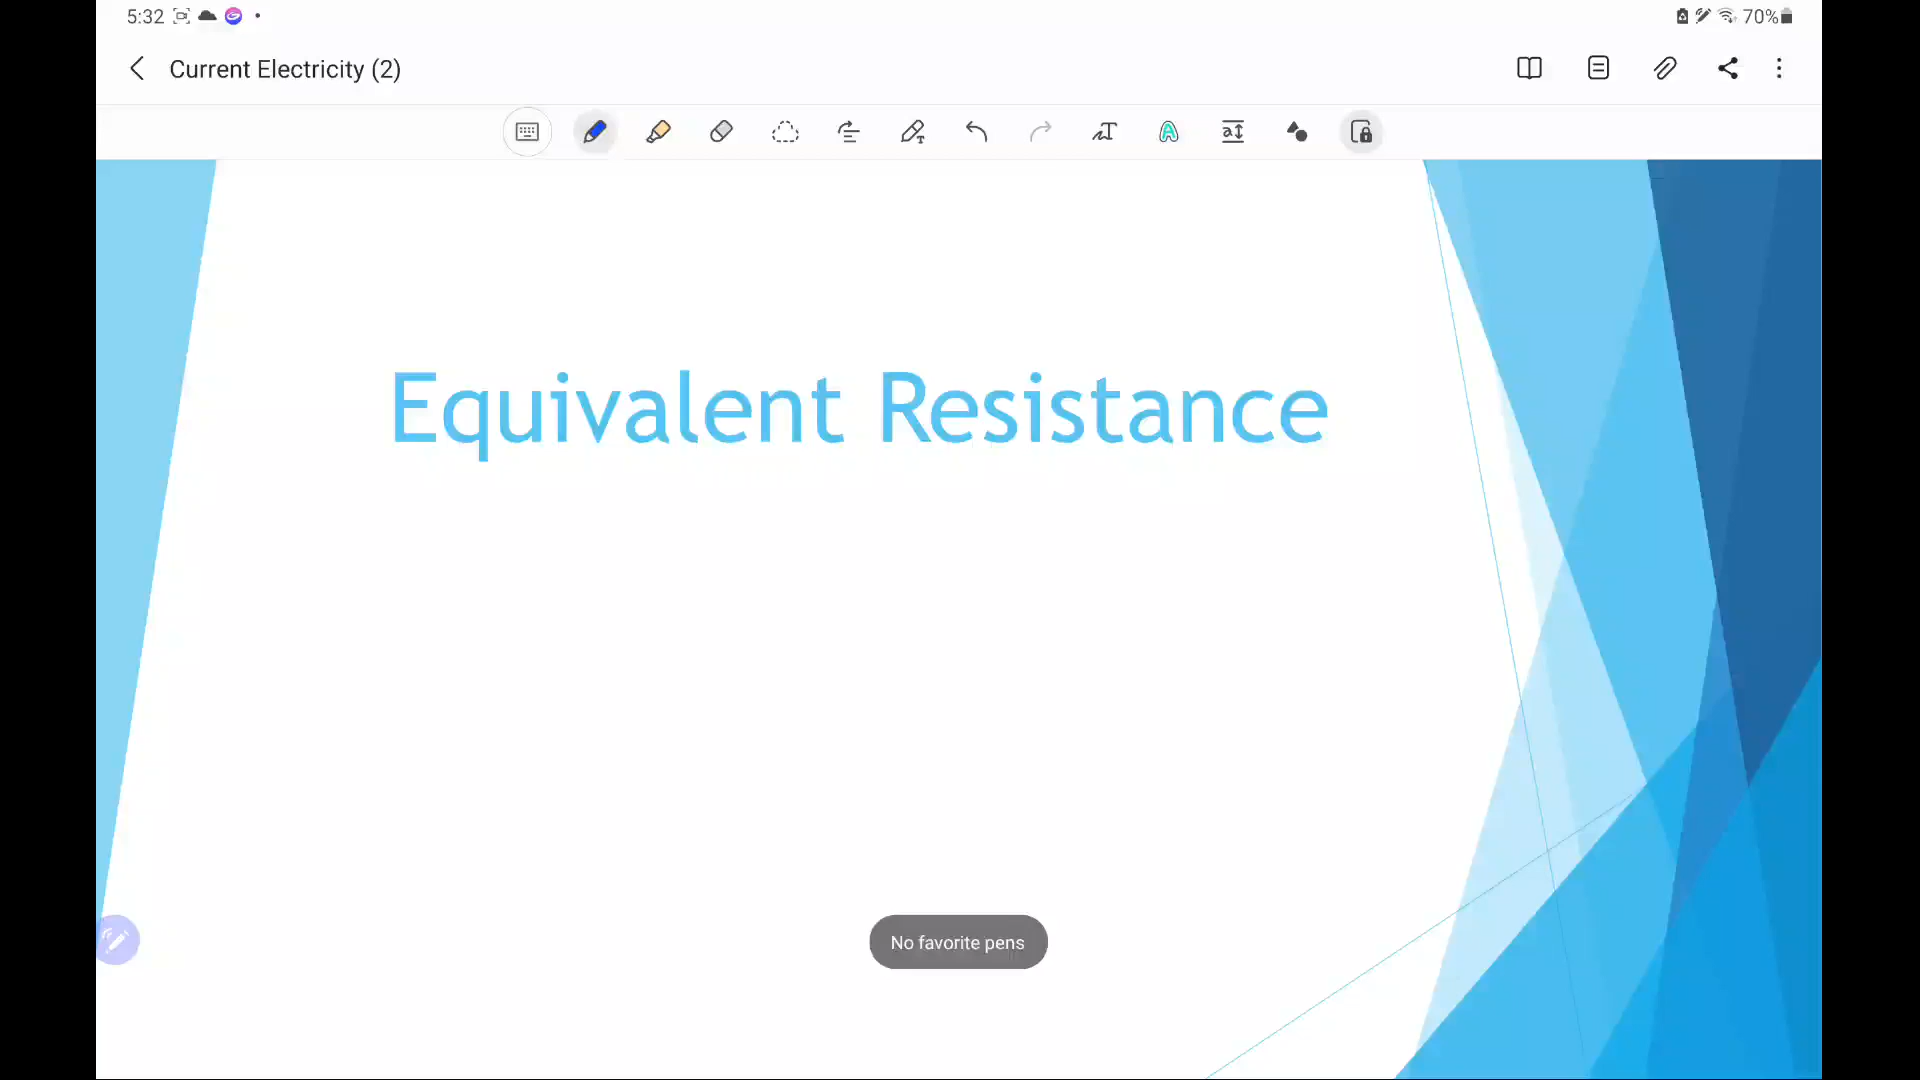 5:32
70%
Current Electricity (2)
Equivalent Resistance
No favorite pens